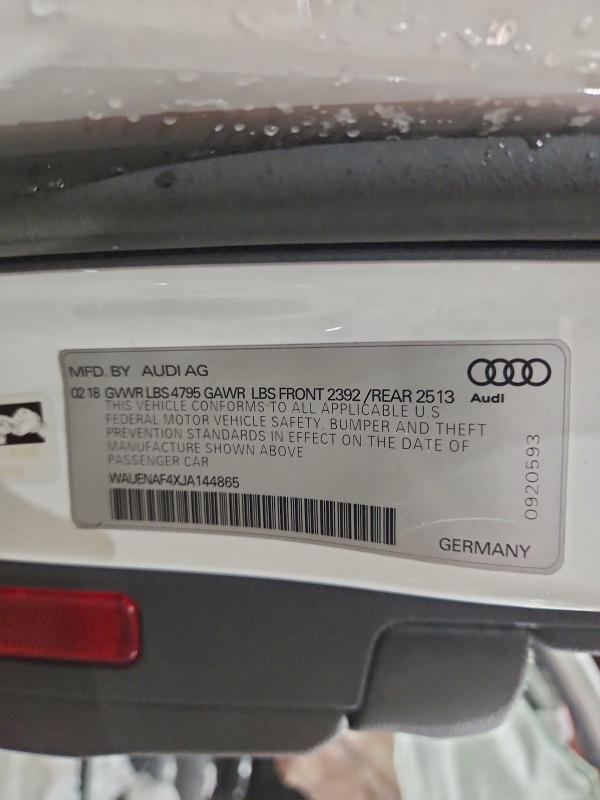 MFD. BY AUDI AG
02 18 GVWR LBS 4795 GAWR LBS FRONT 2392 /REAR 2513
Audi
THIS VEHICLE CONFORMS TO ALL APPLICABLE U S
FEDERAL MOTOR VEHICLE SAFETY, BUMPER AND THEFT
PREVENTION STANDARDS IN EFFECT ON THE DATE OF
MANUFACTURE SHOWN ABOVE
PASSENGER CAR
WAUENAF4XJA144865
0920593
GERMANY